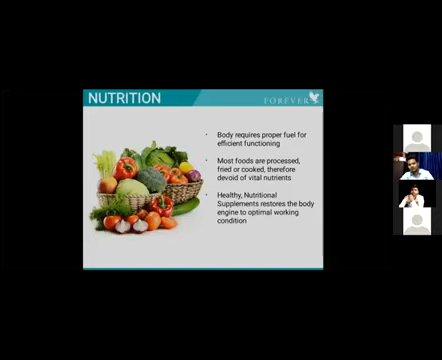 NUTRITION
FOREVER
Body requires proper fuel for
efficient functioning
Most foods are processed,
fried or cooked, therefore
devoid of vital nutrients
Healthy, Nutritional
Supplements restores the body
engine to optimal working
condition